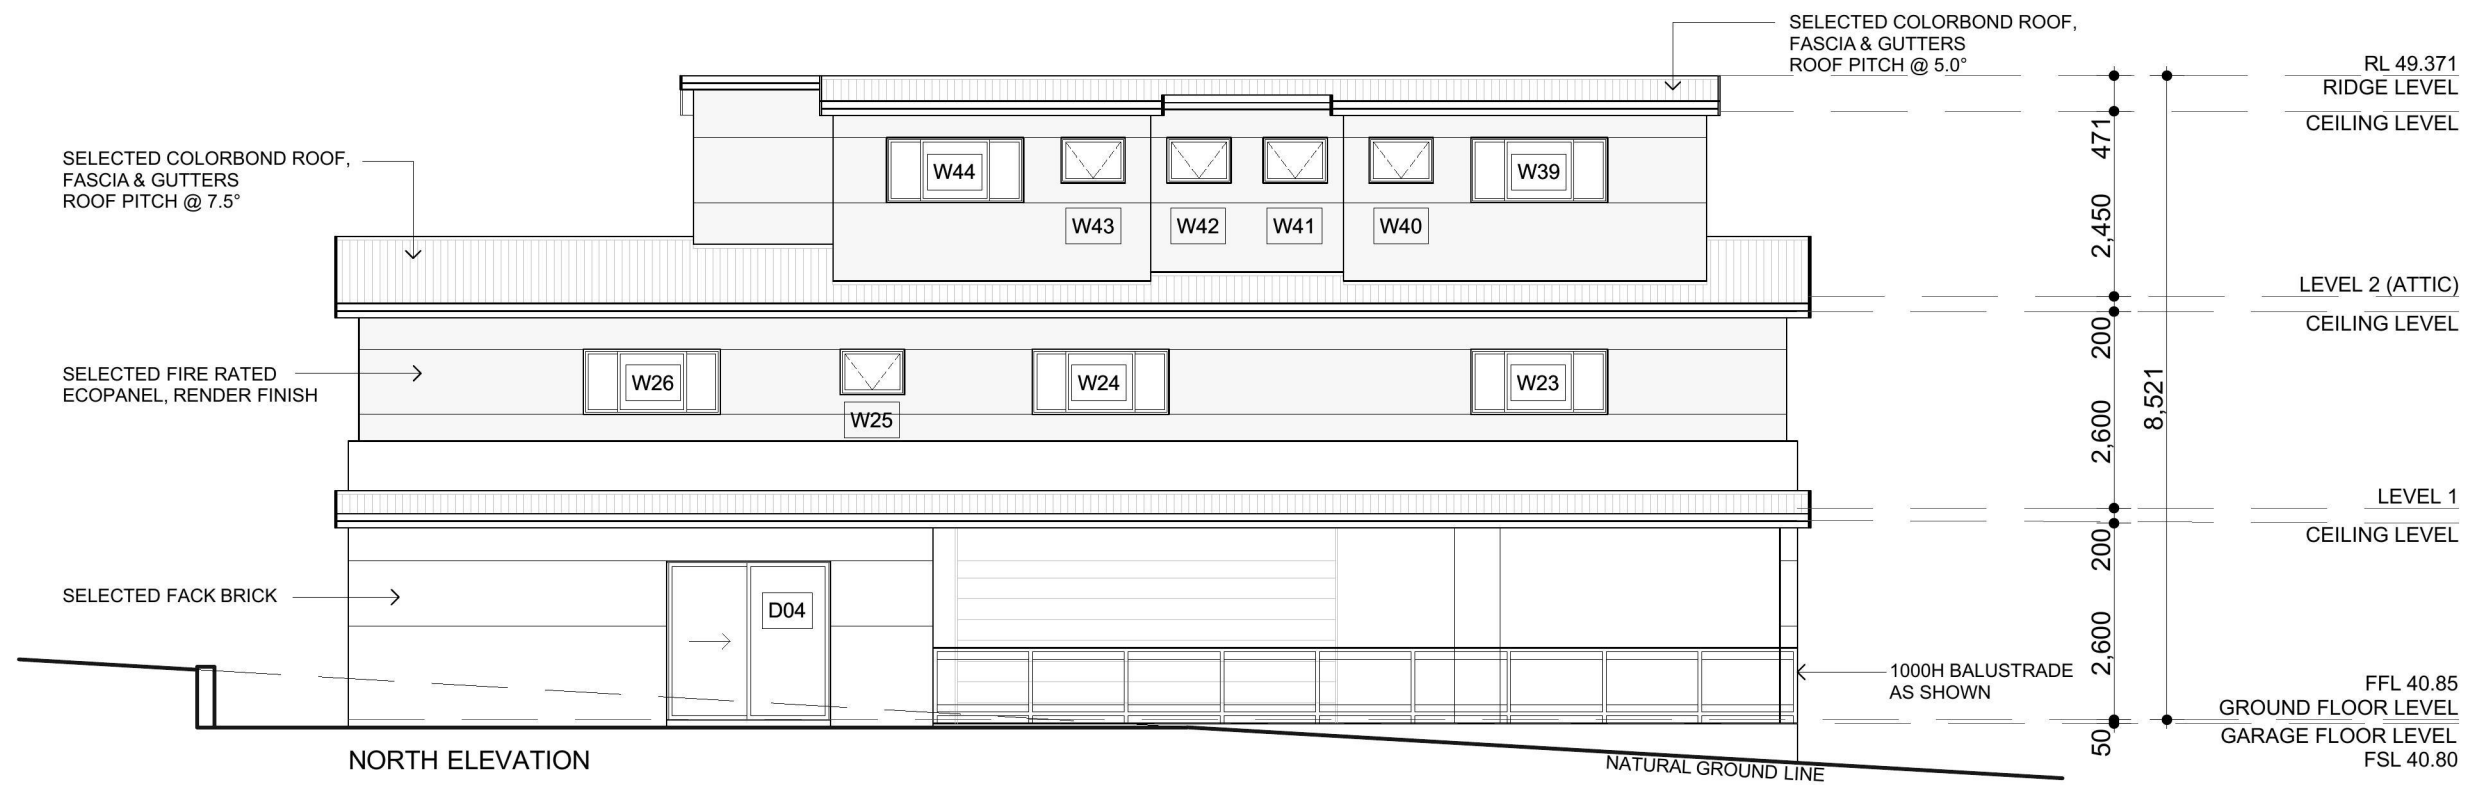 SELECTED COLORBOND ROOF,
FASCIA & GUTTERS
ROOF PITCH @ 5.0°
RL 49.371
RIDGE LEVEL
CEILING LEVEL
471
SELECTED COLORBOND ROOF,
FASCIA & GUTTERS
ROOF PITCH @ 7.5°
W44
W39
W43
W42
W41
W40
2,450
LEVEL 2 (ATTIC)
CEILING LEVEL
200
SELECTED FIRE RATED
ECOPANEL, RENDER FINISH
W26
W24
W23
W25
8,521
2,600
LEVEL 1
CEILING LEVEL
200
SELECTED FACK BRICK
D04
2,600
1000H BALUSTRADE
AS SHOWN
FFL 40.85
GROUND FLOOR LEVEL
GARAGE FLOOR LEVEL
FSL 40.80
50
NORTH ELEVATION
NATURAL GROUND LINE